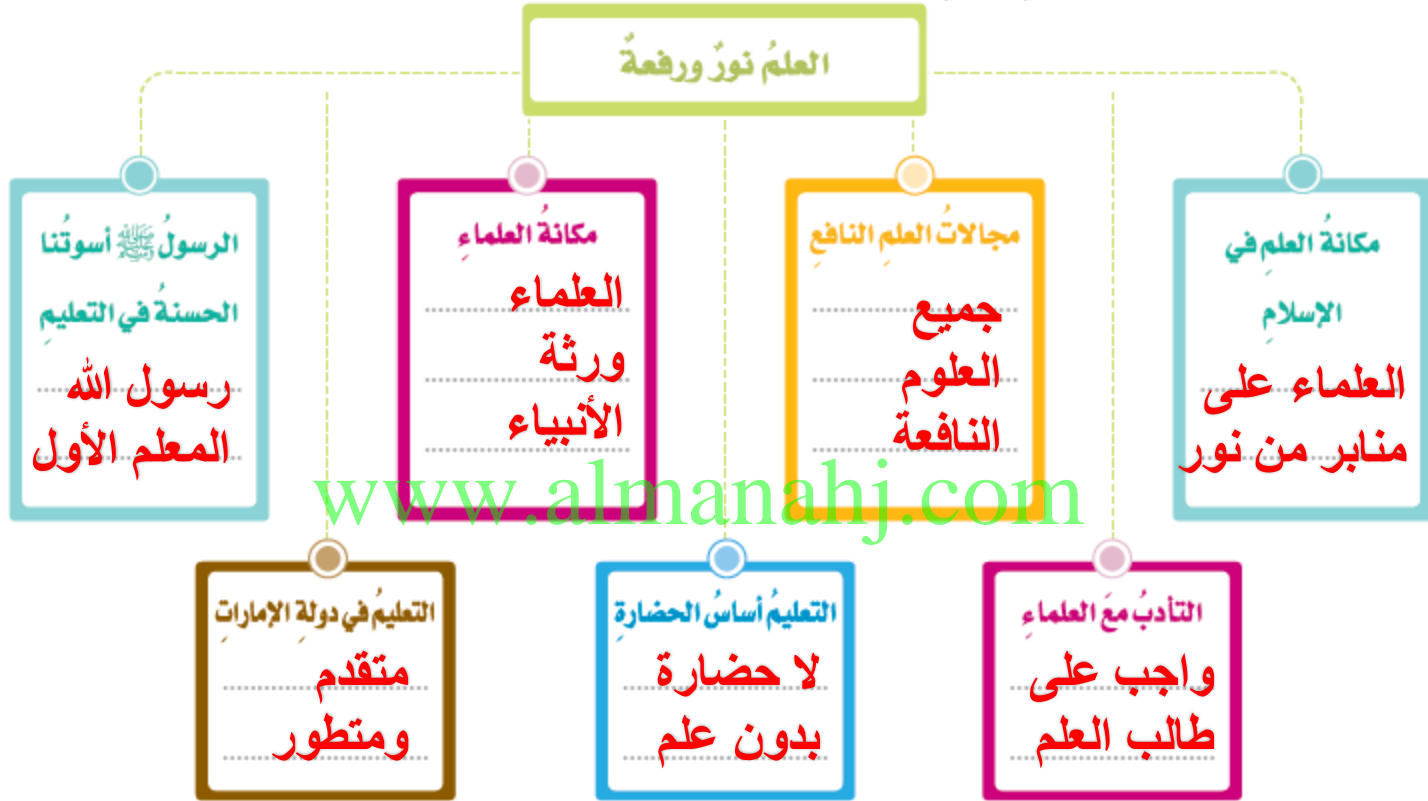 العلمُ نورٌ ورفعةٌ
مكانةُ العلمِ في
الإسلامِ
العلماء على
منابر من نور
مجالاتُ العلمِ النافعِ
جميع
العلوم
النافعة
مكانةُ العلماءِ
العلماء
ورثة
الأنبياء
الرسولُ ﷺ أسوتُنا
الحسنةُ في التعليمِ
رسول الله
المعلم الأول
www.almanahj.com
التأدبُ معَ العلماءِ
واجب على
طالب العلم
التعليمُ أساسُ الحضارةِ
لا حضارة
بدون علم
التعليمُ في دولةِ الإماراتِ
متقدم
ومتطور